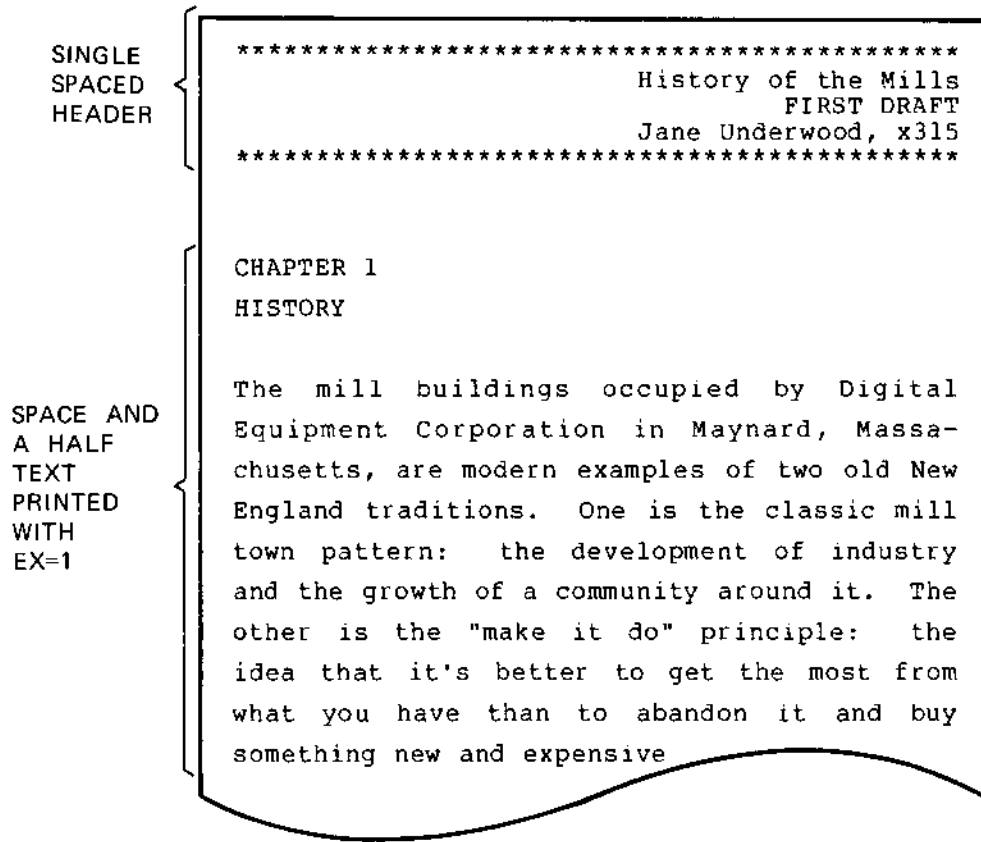 SINGLE
SPACED
HEADER
*********************************************
History of the Mills
FIRST DRAFT
Jane Underwood, x315
*********************************************
SPACE AND
A HALF
TEXT
PRINTED
WITH
EX=1
CHAPTER 1
HISTORY
The mill buildings occupied by Digital
Equipment Corporation in Maynard, Massa-
chusetts, are modern examples of two old New
England traditions. One is the classic mill
town pattern: the development of industry
and the growth of a community around it. The
other is the "make it do" principle: the
idea that it's better to get the most from
what you have than to abandon it and buy
something new and expensive